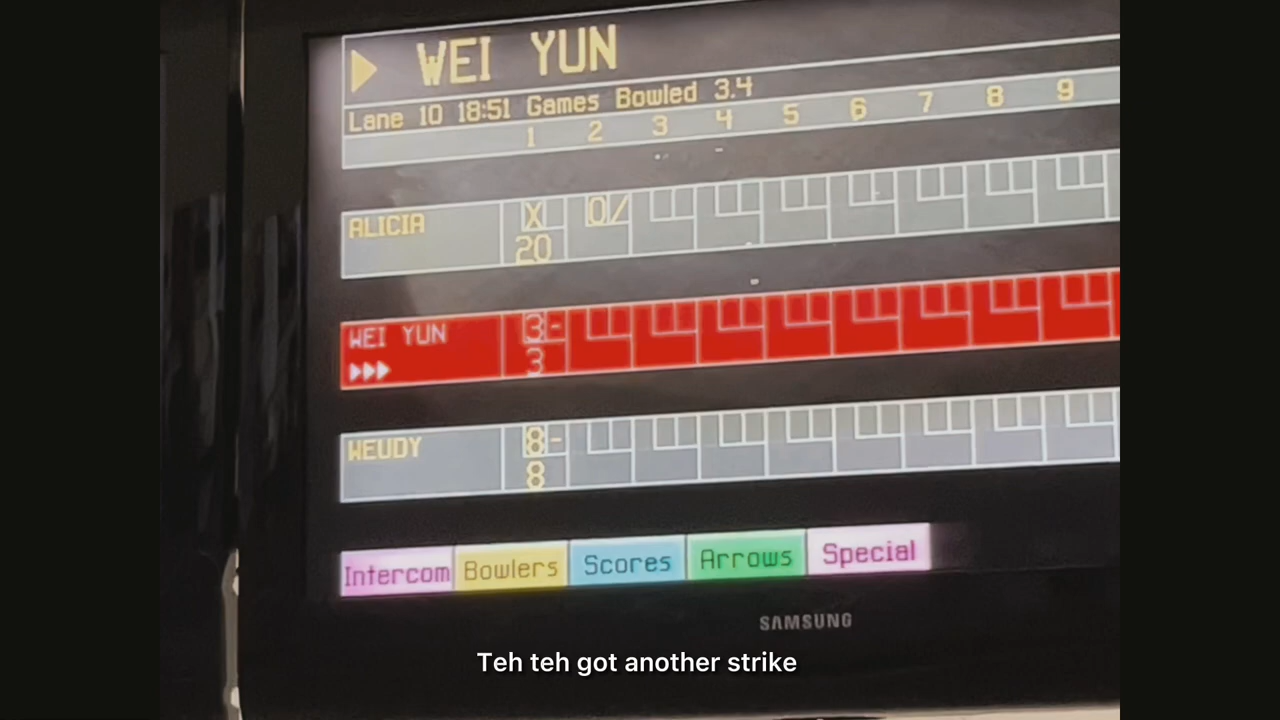 WEI YUN
Lane 10 18:51 Games Bowled 3.4
1 2 3 4 5 6 7 8 9
ALICIA X 0/
20
WEI YUN 3-
3
WEUDY 8-
8
Intercom Bowlers Scores Arrows Special
SAMSUNG
Teh teh got another strike